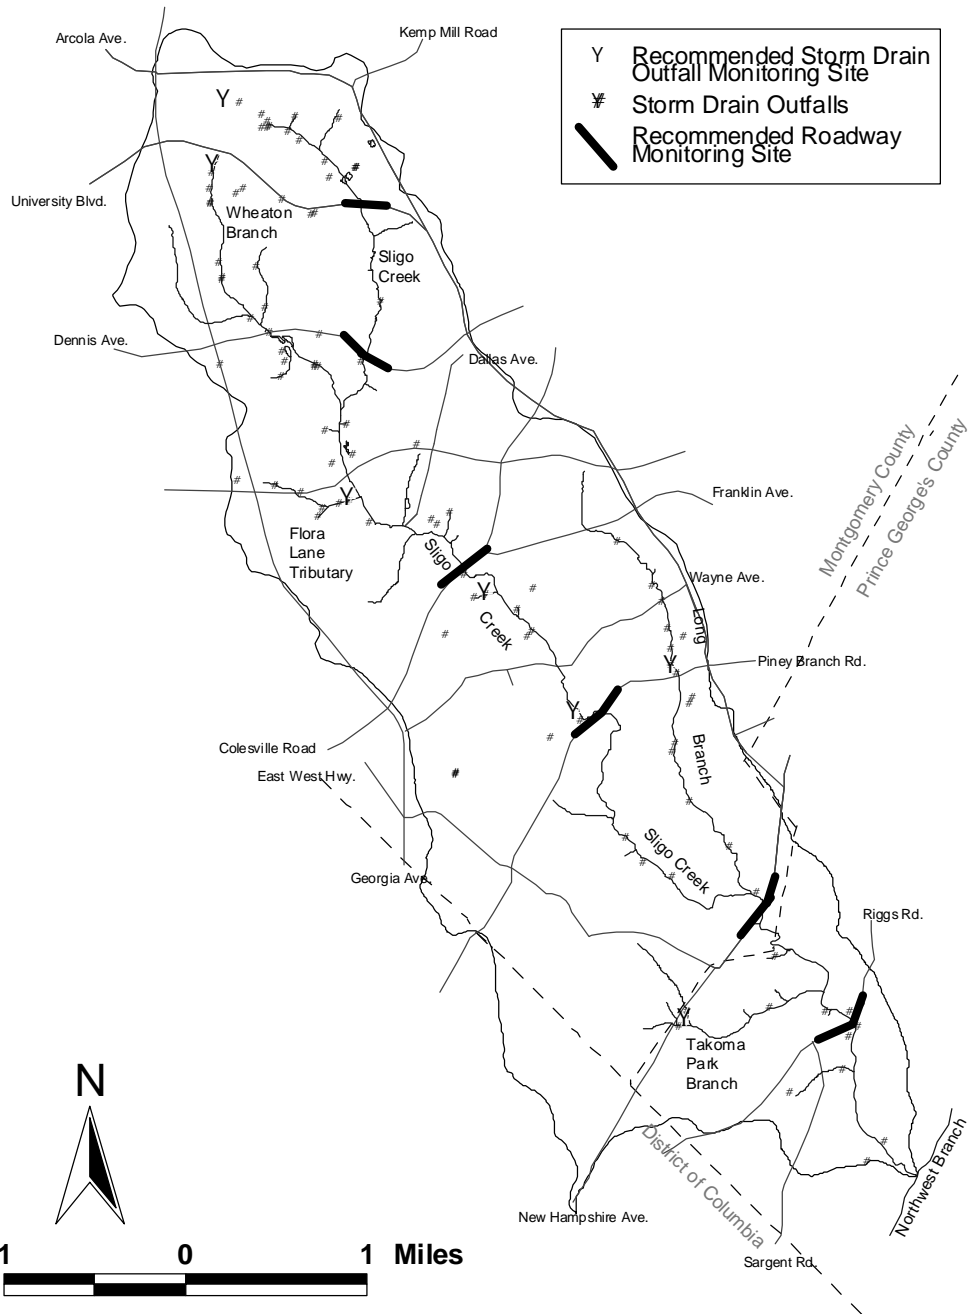 Arcola Ave.
Kemp Mill Road
Y Recommended Storm Drain
Outfall Monitoring Site
# Storm Drain Outfalls
Recommended Roadway
Monitoring Site
Y
Y
University Blvd.
Wheaton
Branch
Sligo
Creek
Dennis Ave.
Dallas Ave.
Montgomery County
Prince George's County
Y
Franklin Ave.
Flora
Lane
Tributary
Sligo
Creek
Y
Wayne Ave.
Long
Branch
Y
Piney Branch Rd.
Y
Colesville Road
East West Hwy.
Sligo Creek
Georgia Ave.
Riggs Rd.
Y
Takoma
Park
Branch
N
District of Columbia
Northwest Branch
New Hampshire Ave.
Sargent Rd.
1 0 1 Miles